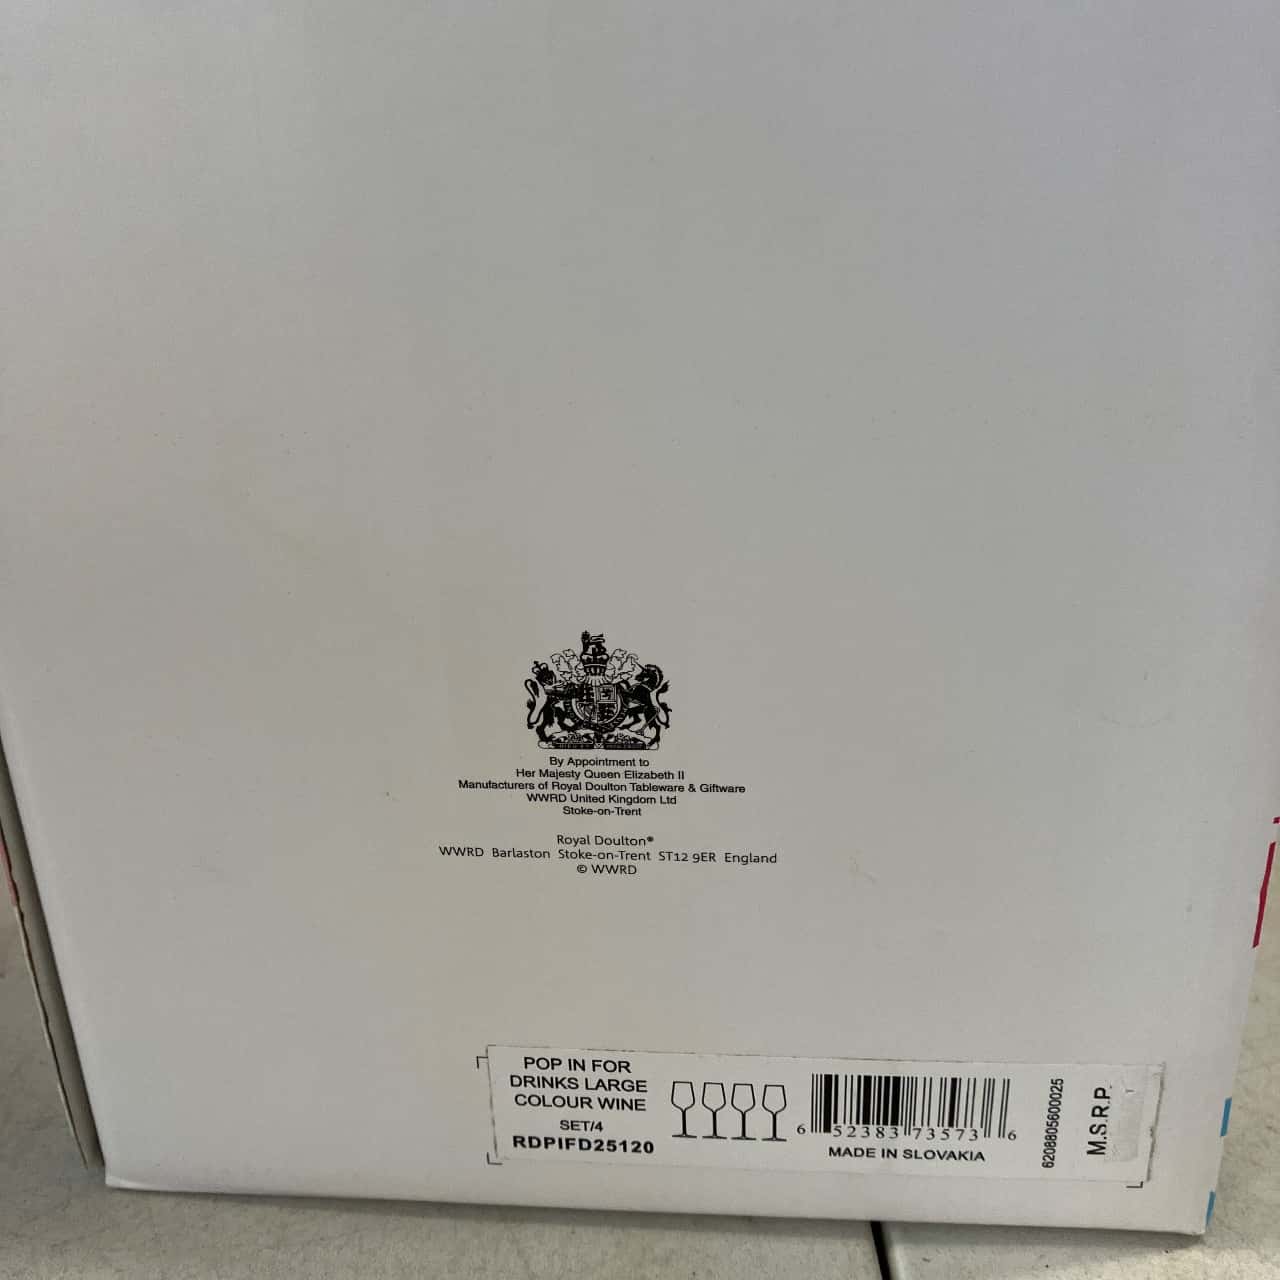 By Appointment to
Her Majesty Queen Elizabeth II
Manufacturers of Royal Doulton Tableware & Giftware
WWRD United Kingdom Ltd
Stoke-on-Trent
Royal Doulton®
WWRD Barlaston Stoke-on-Trent ST12 9ER England
© WWRD
POP IN FOR
DRINKS LARGE
COLOUR WINE
SET/4
RDPIFD25120
6 52383 73573 6
MADE IN SLOVAKIA
6208805600025
M.S.R.P.